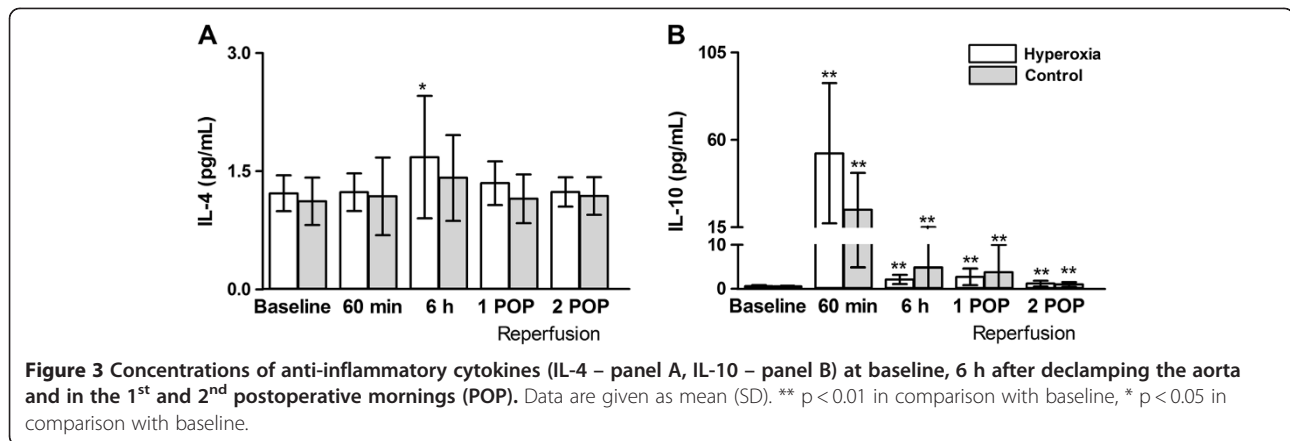 A
3.0
1.5
0.0
IL-4 (pg/mL)
*
Baseline 60 min 6 h 1 POP 2 POP
Reperfusion
B
105
60
15
10
0
IL-10 (pg/mL)
Hyperoxia
Control
**
**
**
**
**
**
**
**
Baseline 60 min 6 h 1 POP 2 POP
Reperfusion
Figure 3 Concentrations of anti-inflammatory cytokines (IL-4 – panel A, IL-10 – panel B) at baseline, 6 h after declamping the aorta
and in the 1st and 2nd postoperative mornings (POP). Data are given as mean (SD). ** p < 0.01 in comparison with baseline, * p < 0.05 in
comparison with baseline.